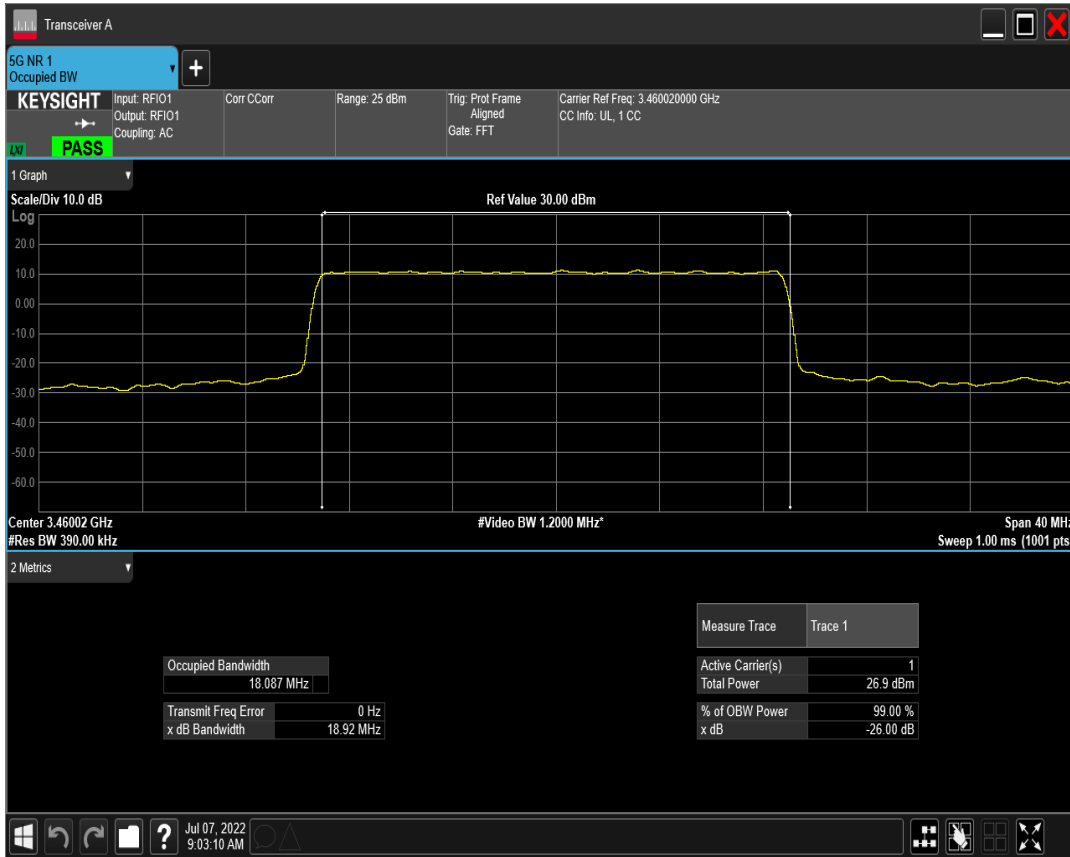 Transceiver A
5G NR 1
Occupied BW
KEYSIGHT
LXI
PASS
Input: RFIO1
Output: RFIO1
Coupling: AC
Corr CCorr
Range: 25 dBm
Trig: Prot Frame
Aligned
Gate: FFT
Carrier Ref Freq: 3.460020000 GHz
CC Info: UL, 1 CC
1 Graph
Scale/Div 10.0 dB
Ref Value 30.00 dBm
Log
20.0
10.0
0.00
-10.0
-20.0
-30.0
-40.0
-50.0
-60.0
Center 3.46002 GHz
#Video BW 1.2000 MHz*
Span 40 MHz
#Res BW 390.00 kHz
Sweep 1.00 ms (1001 pts
2 Metrics
Measure Trace Trace 1
Occupied Bandwidth
18.087 MHz
Active Carrier(s) 1
Total Power 26.9 dBm
Transmit Freq Error 0 Hz
x dB Bandwidth 18.92 MHz
% of OBW Power 99.00 %
x dB -26.00 dB
?
Jul 07, 2022
9:03:10 AM